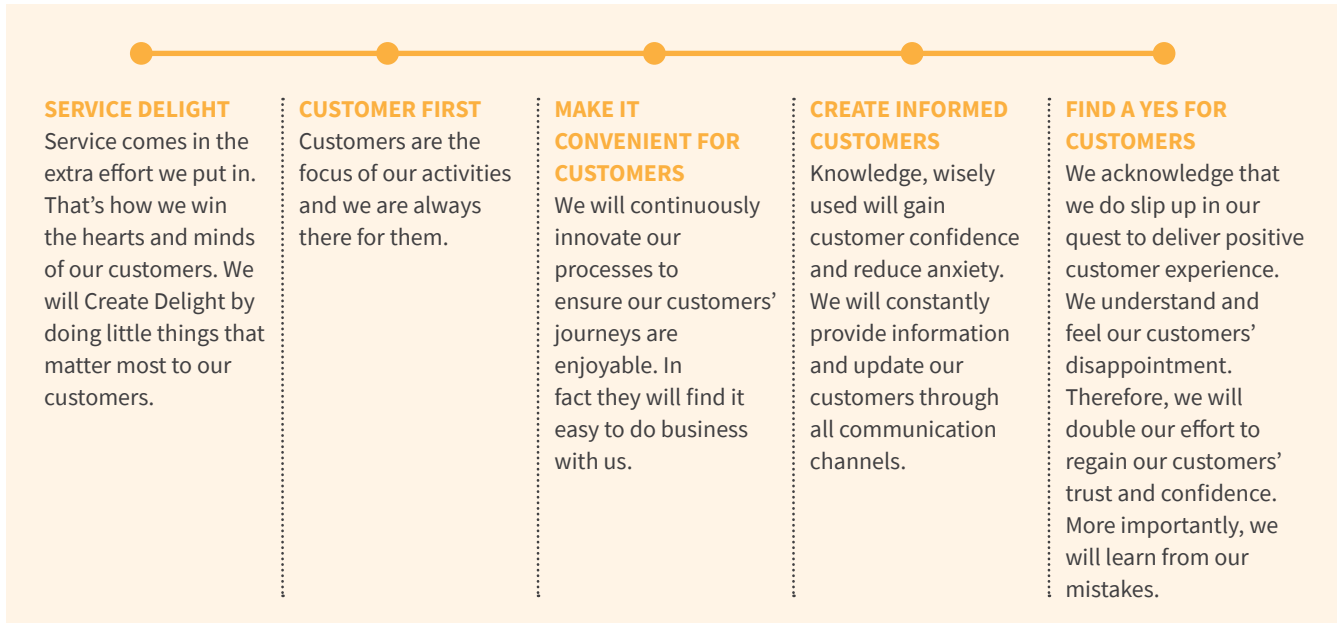 SERVICE DELIGHT
Service comes in the
extra effort we put in.
That’s how we win
the hearts and minds
of our customers. We
will Create Delight by
doing little things that
matter most to our
customers.
CUSTOMER FIRST
Customers are the
focus of our activities
and we are always
there for them.
MAKE IT
CONVENIENT FOR
CUSTOMERS
We will continuously
innovate our
processes to
ensure our customers’
journeys are
enjoyable. In
fact they will find it
easy to do business
with us.
CREATE INFORMED
CUSTOMERS
Knowledge, wisely
used will gain
customer confidence
and reduce anxiety.
We will constantly
provide information
and update our
customers through
all communication
channels.
FIND A YES FOR
CUSTOMERS
We acknowledge that
we do slip up in our
quest to deliver positive
customer experience.
We understand and
feel our customers’
disappointment.
Therefore, we will
double our effort to
regain our customers’
trust and confidence.
More importantly, we
will learn from our
mistakes.